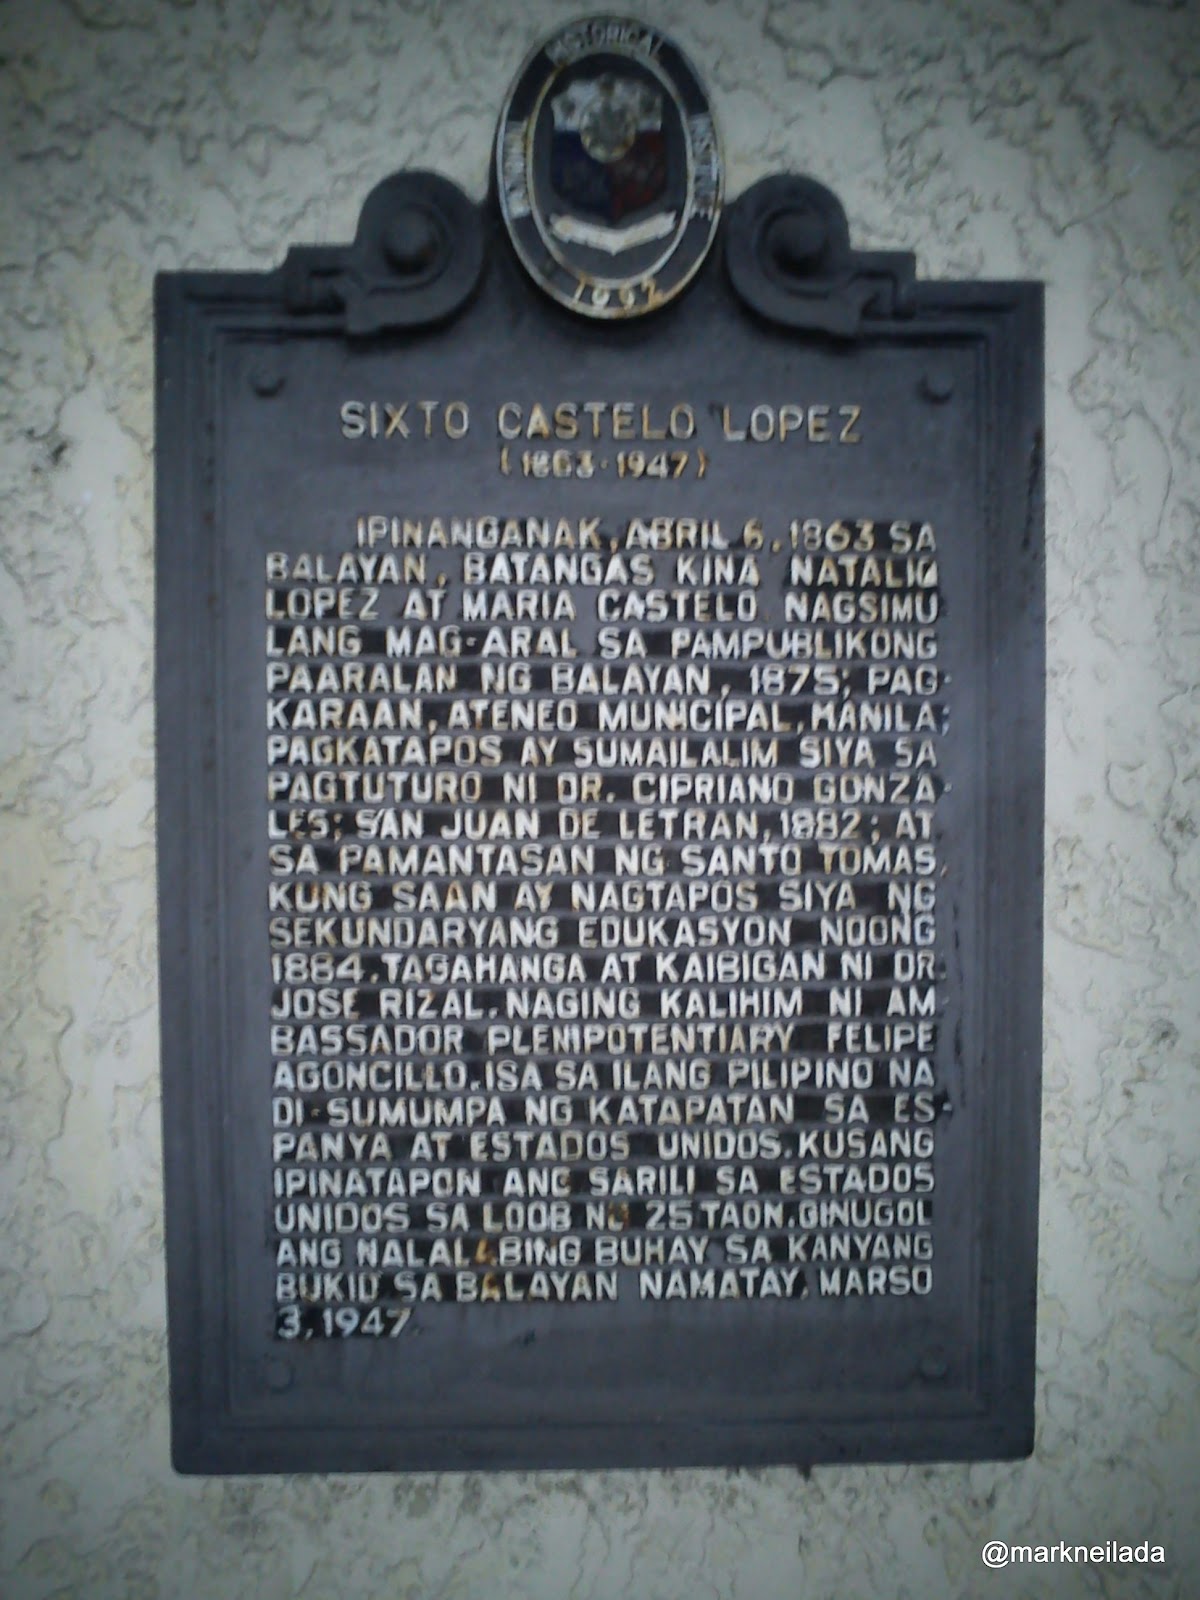 NATIONAL HISTORICAL INSTITUTE
1992
SIXTO CASTELO LOPEZ
(1863-1947)
IPINANGANAK, ABRIL 6, 1863 SA
BALAYAN, BATANGAS KINA NATALIO
LOPEZ AT MARIA CASTELO. NAGSIMU
LANG MAG-ARAL SA PAMPUBLIKONG
PAARALAN NG BALAYAN, 1875; PAG-
KARAAN, ATENEO MUNICIPAL, MANILA;
PAGKATAPOS AY SUMAILALIM SIYA SA
PAGTUTURO NI DR. CIPRIANO GONZA-
LES; SAN JUAN DE LETRAN, 1882; AT
SA PAMANTASAN NG SANTO TOMAS,
KUNG SAAN AY NAGTAPOS SIYA NG
SEKUNDARYANG EDUKASYON NOONG
1884. TAGAHANGA AT KAIBIGAN NI DR.
JOSE RIZAL. NAGING KALIHIM NI AM
BASSADOR PLENIPOTENTIARY FELIPE
AGONCILLO. ISA SA ILANG PILIPINO NA
DI-SUMUMPA NG KATAPATAN SA ES-
PANYA AT ESTADOS UNIDOS. KUSANG
IPINATAPON ANG SARILI SA ESTADOS
UNIDOS SA LOOB NG 25 TAON. GINUGOL
ANG NALALABING BUHAY SA KANYANG
BUKID SA BALAYAN NAMATAY, MARSO
3, 1947.
@markneilada